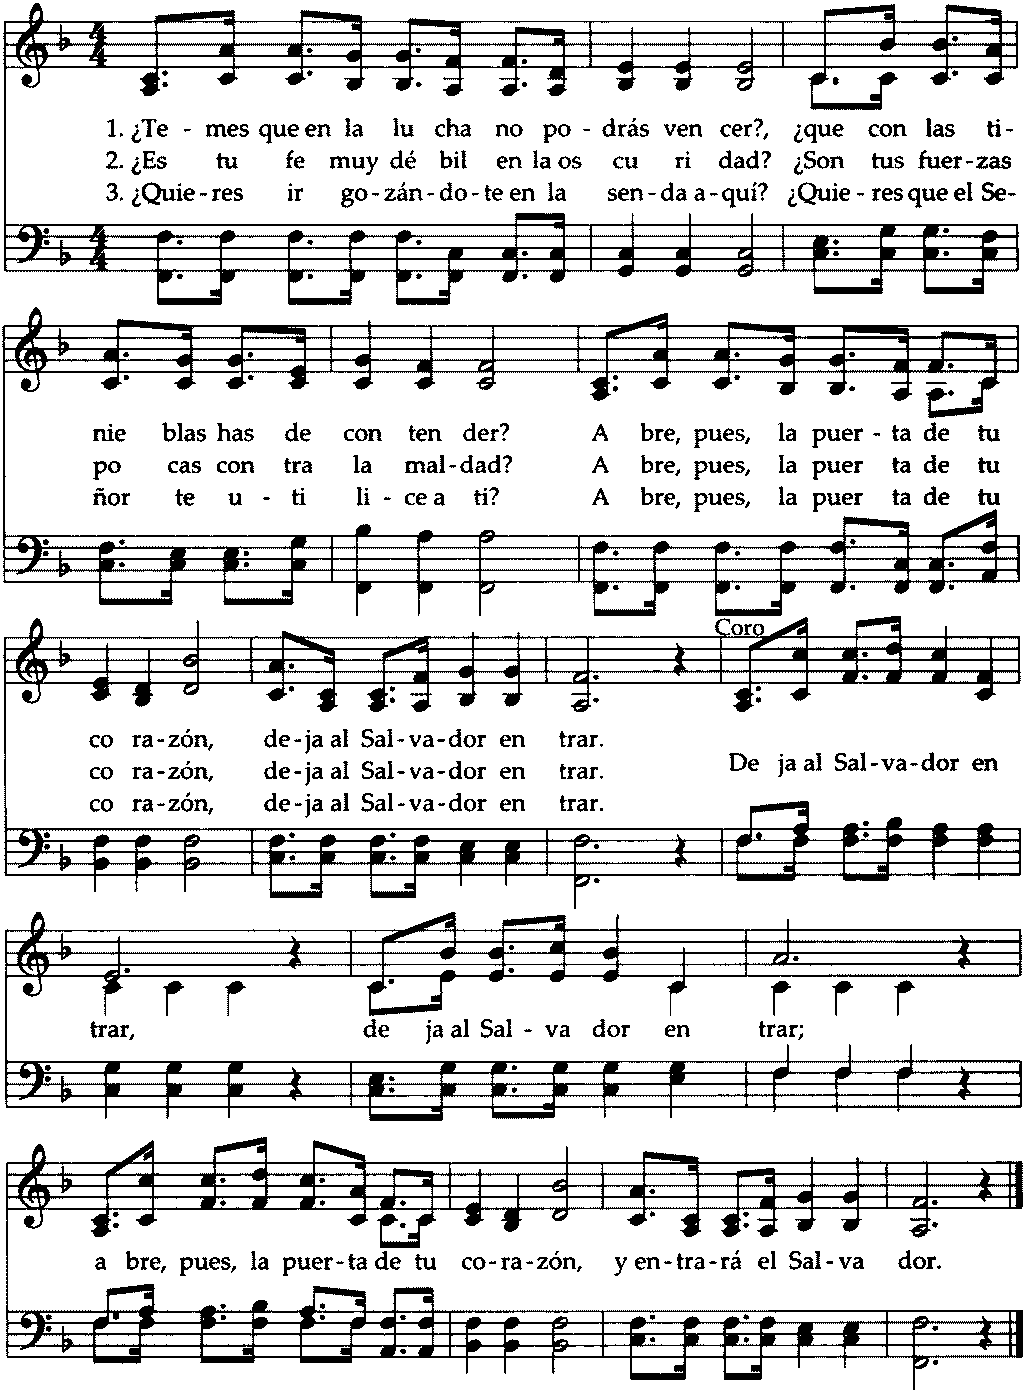 1. ¿Te - mes que en la lu cha no po - drás ven cer?, ¿que con las ti-
2. ¿Es tu fe muy dé bil en la os cu ri dad? ¿Son tus fuer-zas
3. ¿Quie-res ir go-zán-do-te en la sen-da a-quí? ¿Quie-res que el Se-
nie blas has de con ten der? A bre, pues, la puer - ta de tu
po cas con tra la mal-dad? A bre, pues, la puer ta de tu
ñor te u - ti li - ce a ti? A bre, pues, la puer ta de tu
Coro
co ra-zón, de-ja al Sal-va-dor en trar.
co ra-zón, de-ja al Sal-va-dor en trar.
co ra-zón, de-ja al Sal-va-dor en trar.
De ja al Sal-va-dor en
trar, de ja al Sal - va dor en trar;
a bre, pues, la puer-ta de tu co-ra-zón, y en-tra-rá el Sal-va dor.